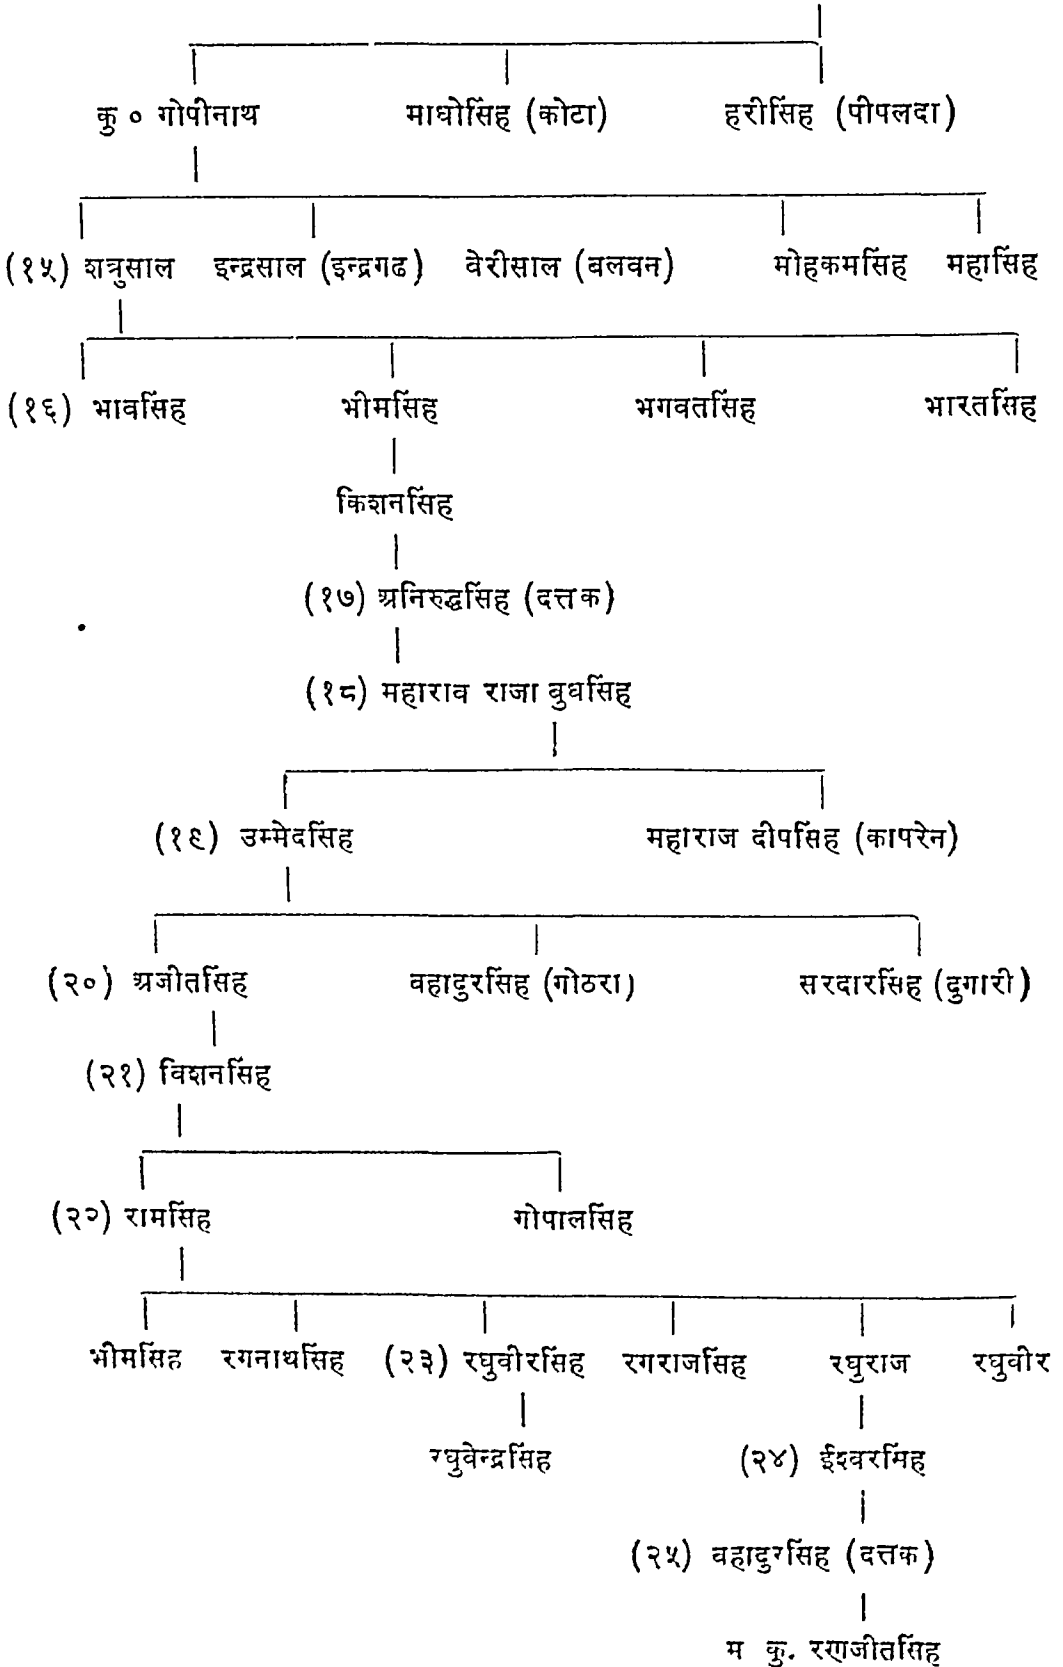 कु० गोपीनाथ माधोसिंह (कोटा) हरीसिंह (पीपलदा)
(१५) शत्रुसाल इन्द्रसाल (इन्द्रगढ) वेरीसाल (बलवन) मोहकमसिंह महासिंह
(१६) भावसिंह भीमसिंह भगवतसिंह भारतसिंह
किशनसिंह
(१७) अनिरुद्धसिंह (दत्तक)
(१८) महाराव राजा बुधसिंह
(१९) उम्मेदसिंह महाराज दीपसिंह (कापरेन)
(२०) अजीतसिंह वहादुरसिंह (गोठरा) सरदारसिंह (दुगारी)
(२१) विशनसिंह
(२२) रामसिंह गोपालसिंह
भीमसिंह रगनाथसिंह (२३) रघुवीरसिंह रगराजसिंह रघुराज रघुवीर
रघुवेन्द्रसिंह (२४) ईश्वरसिंह
(२५) वहादुरसिंह (दत्तक)
म कु. रणजीतसिंह